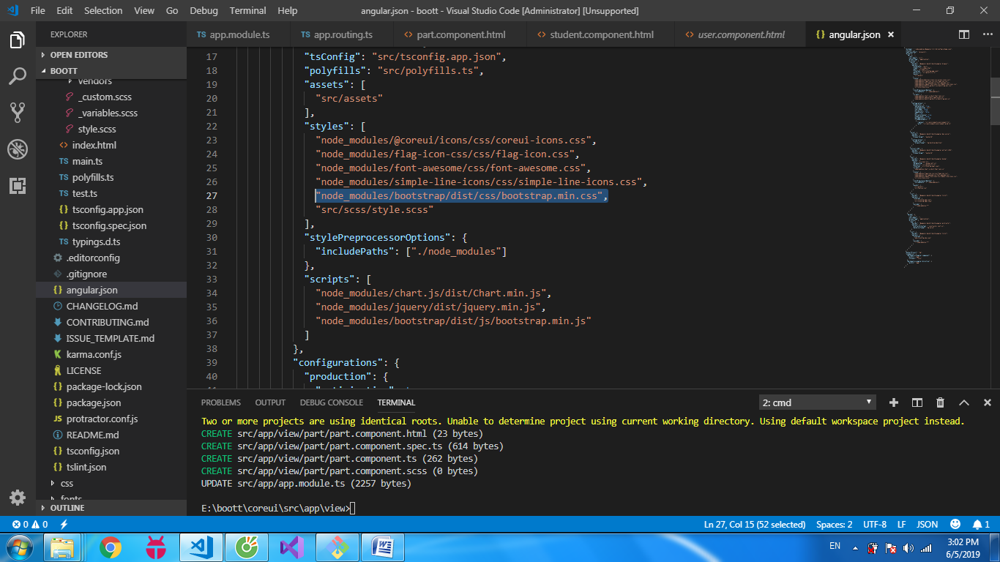 File Edit Selection View Go Debug Terminal Help
angular.json - boott - Visual Studio Code [Administrator] [Unsupported]
EXPLORER
OPEN EDITORS
BOOTT
vendors
_custom.scss
_variables.scss
style.scss
index.html
main.ts
polyfills.ts
test.ts
tsconfig.app.json
tsconfig.spec.json
typings.d.ts
.editorconfig
.gitignore
angular.json
CHANGELOG.md
CONTRIBUTING.md
ISSUE_TEMPLATE.md
karma.conf.js
LICENSE
package-lock.json
package.json
protractor.conf.js
README.md
tsconfig.json
tslint.json
css
fonts
OUTLINE
app.module.ts app.routing.ts part.component.html student.component.html user.component.html angular.json
17 "tsConfig": "src/tsconfig.app.json",
18 "polyfills": "src/polyfills.ts",
19 "assets": [
20 "src/assets"
21 ],
22 "styles": [
23 "node_modules/@coreui/icons/css/coreui-icons.css",
24 "node_modules/flag-icon-css/css/flag-icon.css",
25 "node_modules/font-awesome/css/font-awesome.css",
26 "node_modules/simple-line-icons/css/simple-line-icons.css",
27 "node_modules/bootstrap/dist/css/bootstrap.min.css",
28 "src/scss/style.scss"
29 ],
30 "stylePreprocessorOptions": {
31 "includePaths": ["./node_modules"]
32 },
33 "scripts": [
34 "node_modules/chart.js/dist/Chart.min.js",
35 "node_modules/jquery/dist/jquery.min.js",
36 "node_modules/bootstrap/dist/js/bootstrap.min.js"
37 ]
38 },
39 "configurations": {
40 "production": {
PROBLEMS OUTPUT DEBUG CONSOLE TERMINAL 2: cmd
Two or more projects are using identical roots. Unable to determine project using current working directory. Using default workspace project instead.
CREATE src/app/view/part/part.component.html (23 bytes)
CREATE src/app/view/part/part.component.spec.ts (614 bytes)
CREATE src/app/view/part/part.component.ts (262 bytes)
CREATE src/app/view/part/part.component.scss (0 bytes)
UPDATE src/app/app.module.ts (2257 bytes)
E:\boott\coreui\src\app\view>
0 0 Ln 27, Col 15 (52 selected) Spaces: 2 UTF-8 LF JSON 1
EN 3:02 PM
6/5/2019